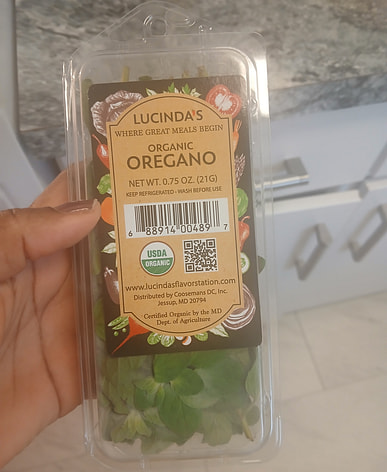 LUCINDA'S
WHERE GREAT MEALS BEGIN
ORGANIC
OREGANO
NET WT. 0.75 OZ. (21G)
KEEP REFRIGERATED - WASH BEFORE USE
6 88914 00489 7
USDA
ORGANIC
www.lucindasflavorstation.com
Distributed by Coosemans DC, Inc.
Jessup, MD 20794
Certified Organic by the MD
Dept. of Agriculture